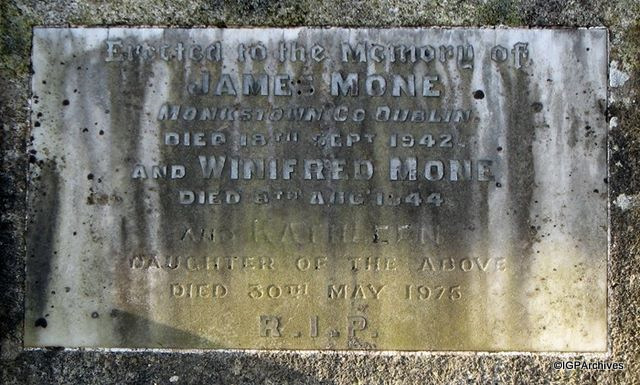 Erected to the Memory of
JAMES MONE
MONKSTOWN CO DUBLIN
DIED 18TH SEPT 1942.
AND WINIFRED MONE
DIED 8TH AUG 1944
AND KATHLEEN
DAUGHTER OF THE ABOVE
DIED 30TH MAY 1975
R.I.P.
©IGPArchives